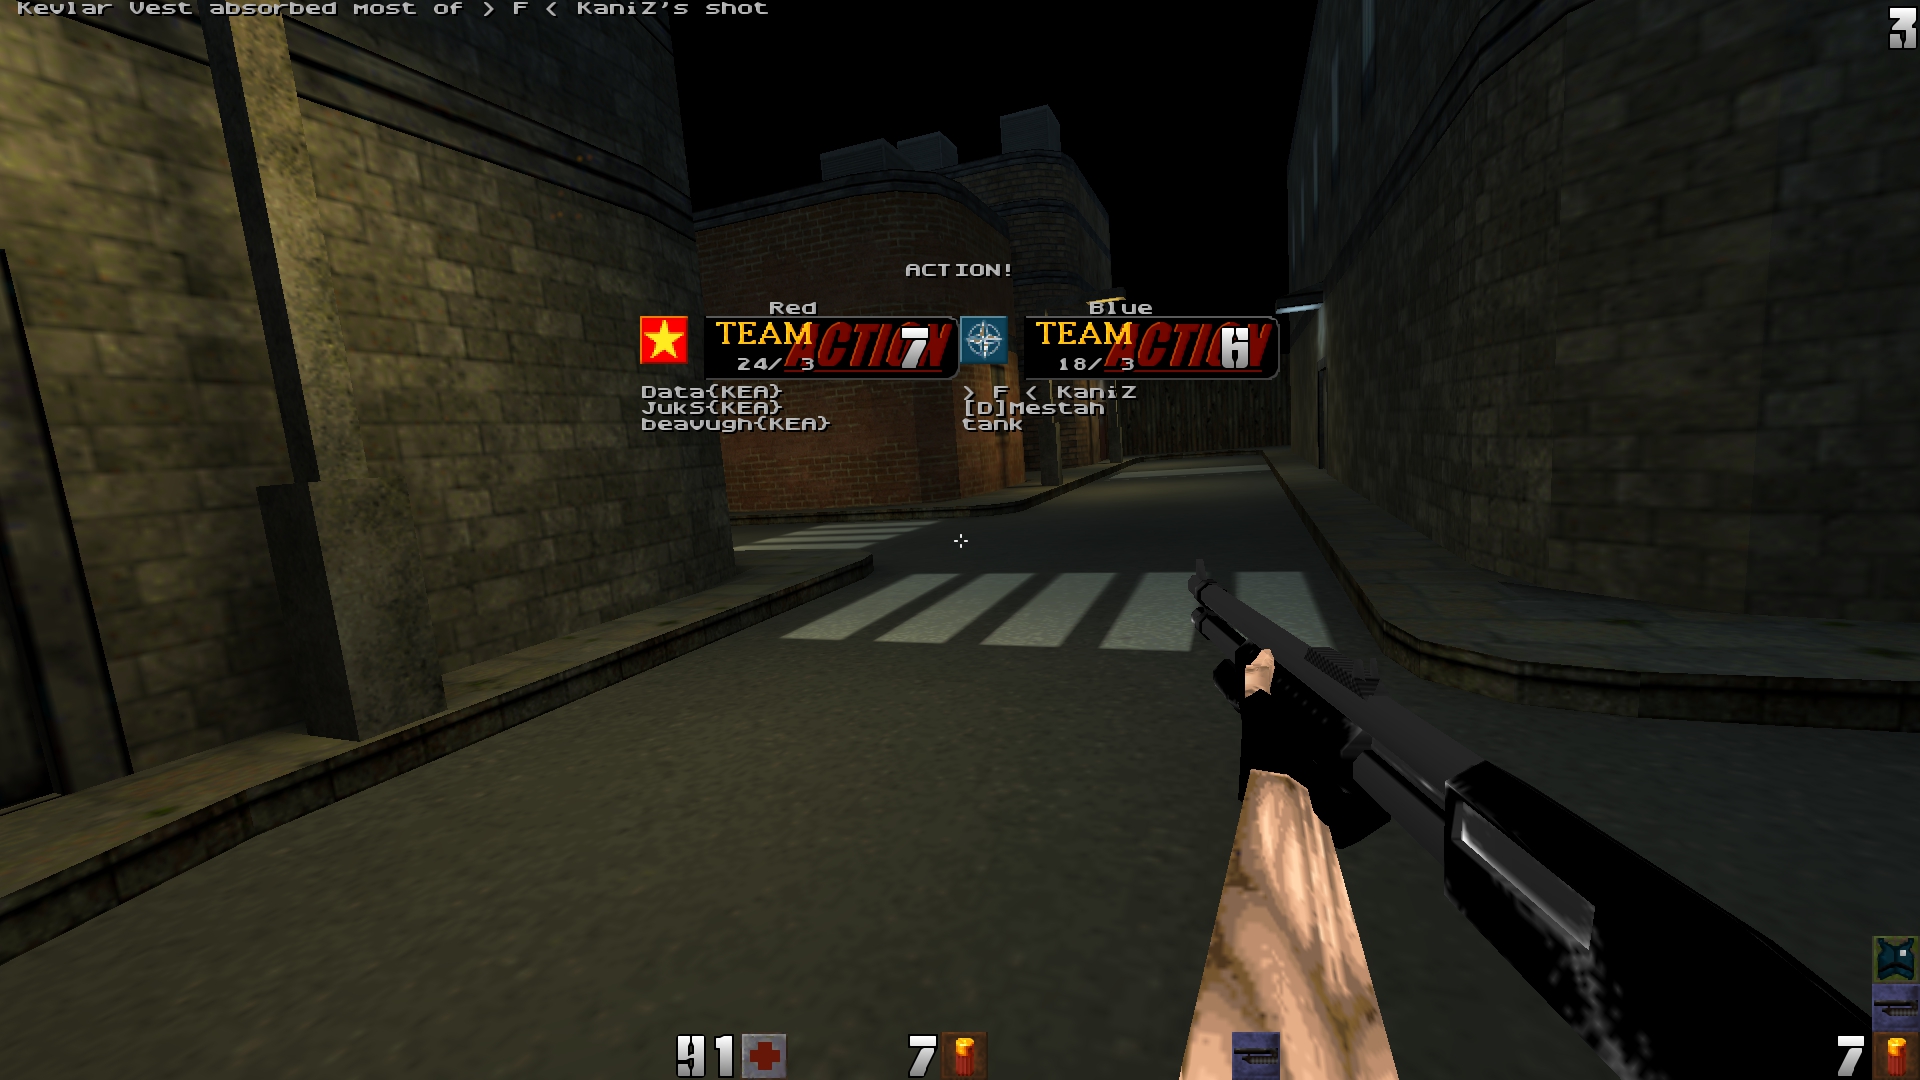 Kevlar Vest absorbed most of > F < KaniZ's shot
3
ACTION!
Red
Blue
TEAM ACTION 7
24/ 3
TEAM ACTION 6
18/ 3
Data{KEA}
JukS{KEA}
beavugh{KEA}
> F < KaniZ
[D]Mestan
tank
91
7
7